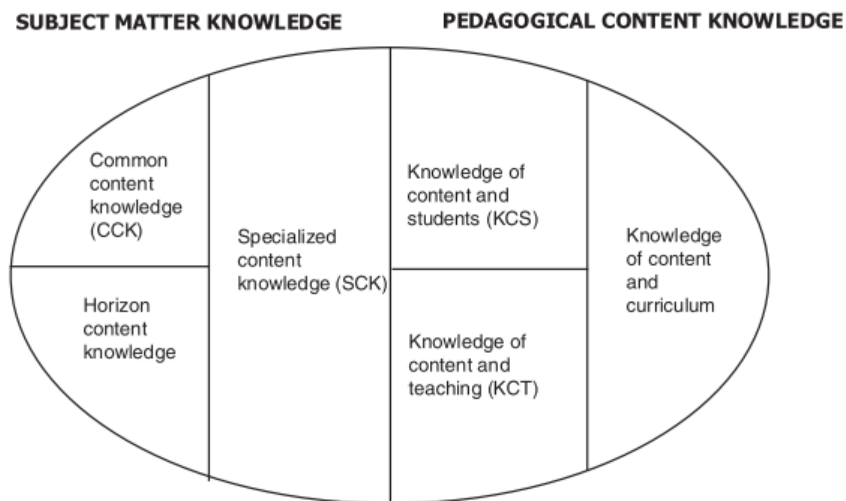 SUBJECT MATTER KNOWLEDGE
PEDAGOGICAL CONTENT KNOWLEDGE
Common
content
knowledge
(CCK)
Horizon
content
knowledge
Specialized
content
knowledge (SCK)
Knowledge of
content and
students (KCS)
Knowledge of
content and
teaching (KCT)
Knowledge
of content
and
curriculum